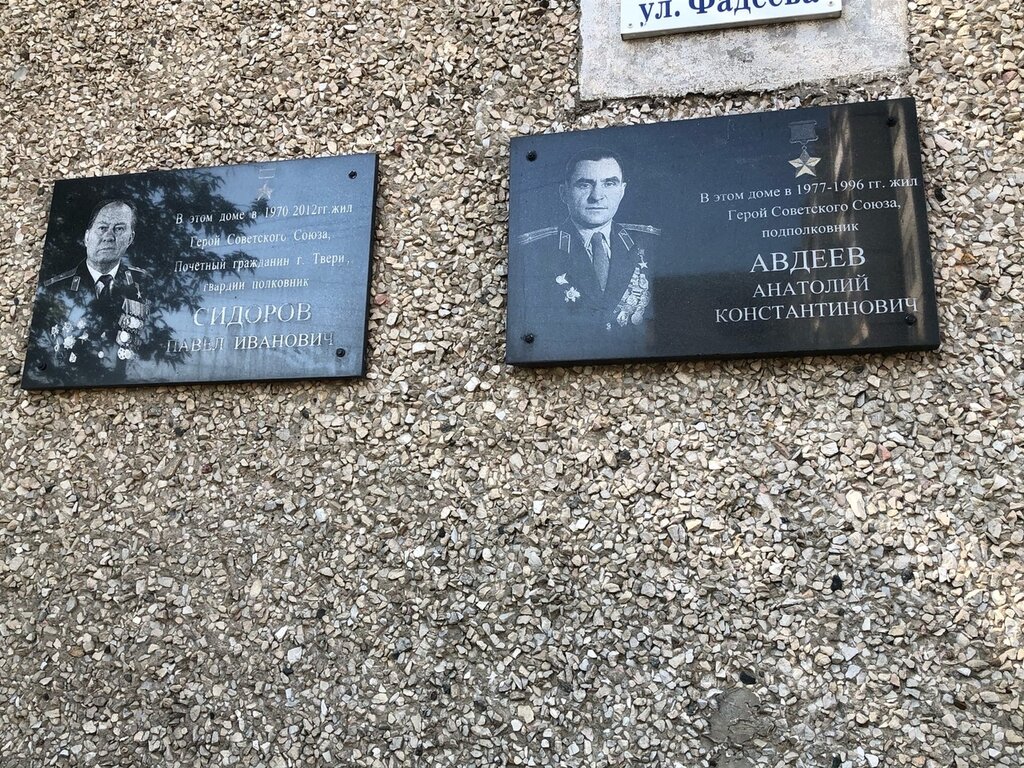 ул. Фадеева
В этом доме в 1970 2012гг.жил
Герой Советского Союза,
Почетный гражданин г. Твери,
гвардии полковник
СИДОРОВ
ПАВЕЛ ИВАНОВИЧ
В этом доме в 1977-1996 гг. жил
Герой Советского Союза,
подполковник
АВДЕЕВ
АНАТОЛИЙ
КОНСТАНТИНОВИЧ